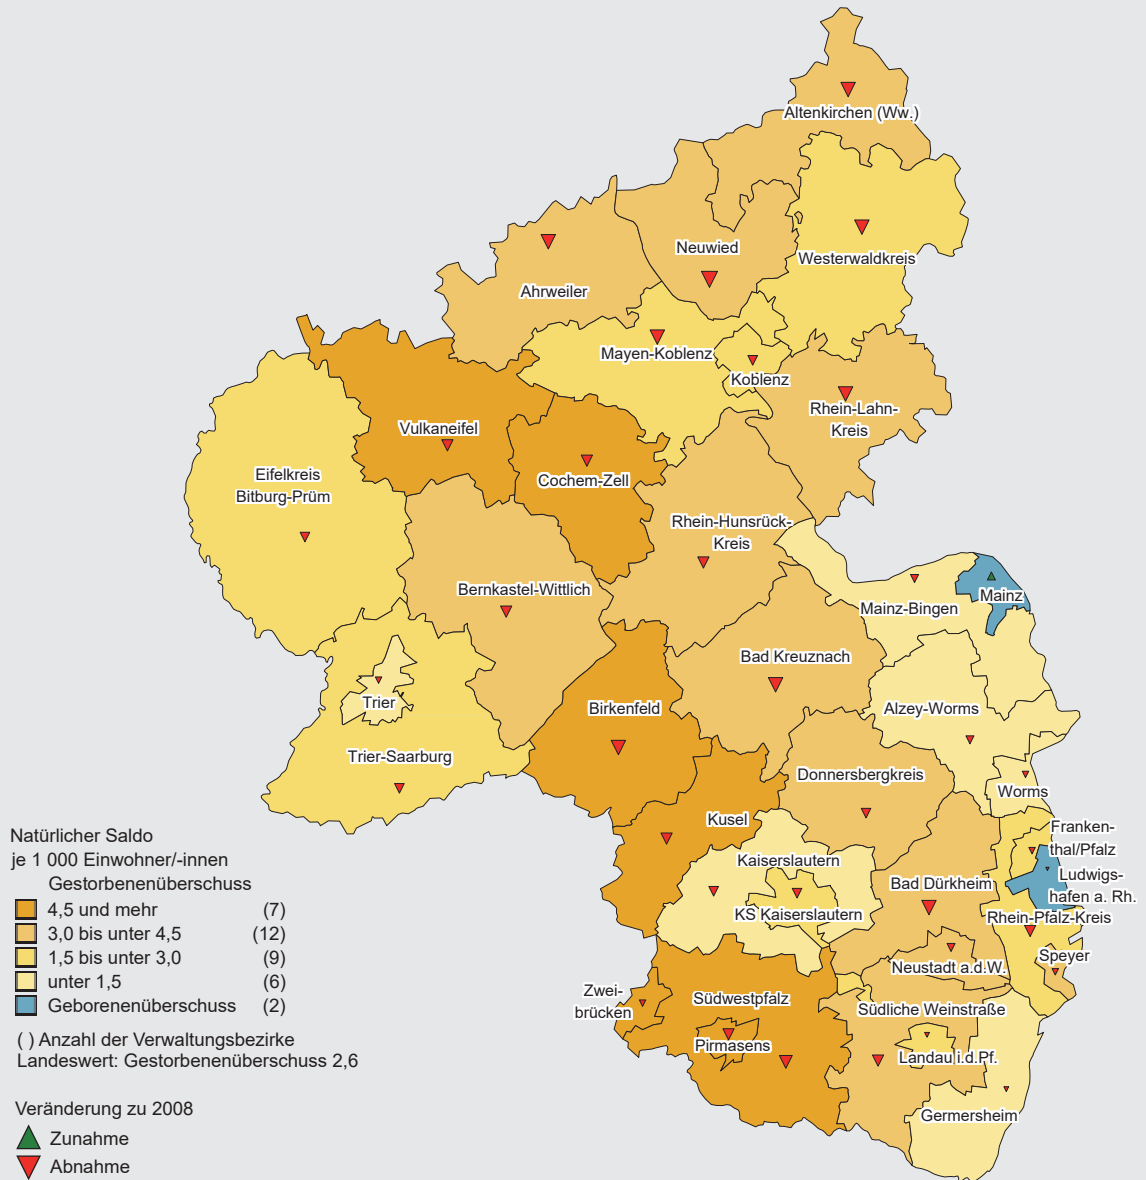 Altenkirchen (Ww.)
Neuwied
Westerwaldkreis
Ahrweiler
Mayen-Koblenz
Koblenz
Rhein-Lahn-
Kreis
Vulkaneifel
Cochem-Zell
Eifelkreis
Bitburg-Prüm
Rhein-Hunsrück-
Kreis
Bernkastel-Wittlich
Mainz-Bingen
Mainz
Bad Kreuznach
Trier
Birkenfeld
Alzey-Worms
Trier-Saarburg
Donnersbergkreis
Worms
Kusel
Franken-
thal/Pfalz
Kaiserslautern
Ludwigs-
hafen a. Rh.
Bad Dürkheim
KS Kaiserslautern
Rhein-Pfalz-Kreis
Speyer
Neustadt a.d.W.
Zwei-
brücken
Südwestpfalz
Südliche Weinstraße
Pirmasens
Landau i.d.Pf.
Germersheim
Natürlicher Saldo
je 1 000 Einwohner/-innen
Gestorbenenüberschuss
4,5 und mehr (7)
3,0 bis unter 4,5 (12)
1,5 bis unter 3,0 (9)
unter 1,5 (6)
Geborenenüberschuss (2)
( ) Anzahl der Verwaltungsbezirke
Landeswert: Gestorbenenüberschuss 2,6
Veränderung zu 2008
Zunahme
Abnahme